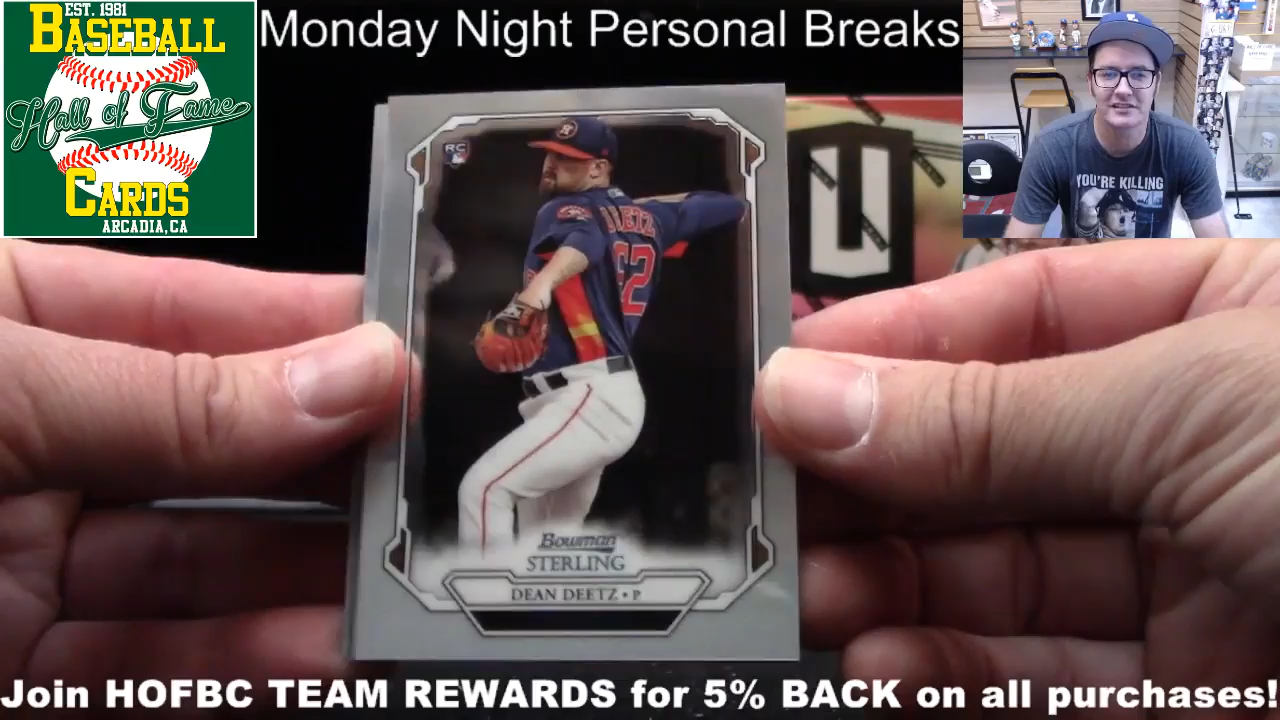 EST. 1981
BASEBALL
Hall of Fame
CARDS
ARCADIA, CA
Monday Night Personal Breaks
YOU'RE KILLING
RC
DEETZ
62
U
Bowman
STERLING
DEAN DEETZ • P
Join HOFBC TEAM REWARDS for 5% BACK on all purchases!